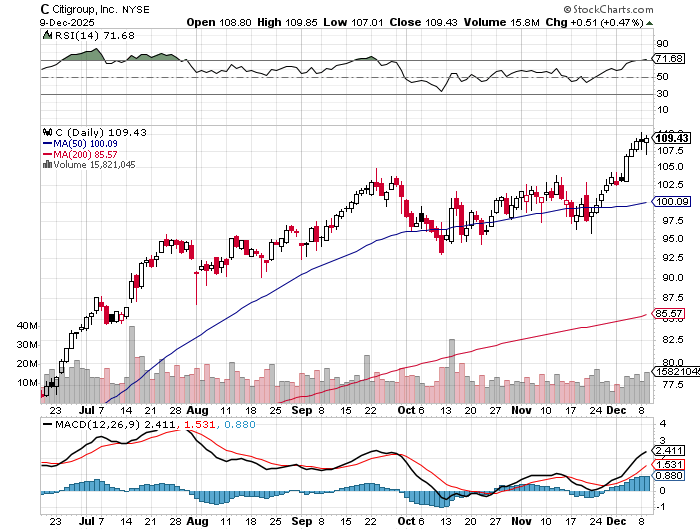 C Citigroup, Inc. NYSE
© StockCharts.com
9-Dec-2025
Open 108.80 High 109.85 Low 107.01 Close 109.43 Volume 15.8M Chg +0.51 (+0.47%)
RSI(14) 71.68
90
71.68
50
30
10
C (Daily) 109.43
MA(50) 100.09
MA(200) 85.57
Volume 15,821,045
109.43
107.5
105.0
102.5
100.09
97.5
95.0
92.5
90.0
87.5
85.57
82.5
80.0
15821045
77.5
40M
30M
20M
10M
23 Jul 7 14 21 28 Aug 11 18 25 Sep 8 15 22 Oct 6 13 20 27 Nov 10 17 24 Dec 8
MACD(12,26,9) 2.411, 1.531, 0.880
4
3
2.411
1.531
0.880
0
-1
23 Jul 7 14 21 28 Aug 11 18 25 Sep 8 15 22 Oct 6 13 20 27 Nov 10 17 24 Dec 8